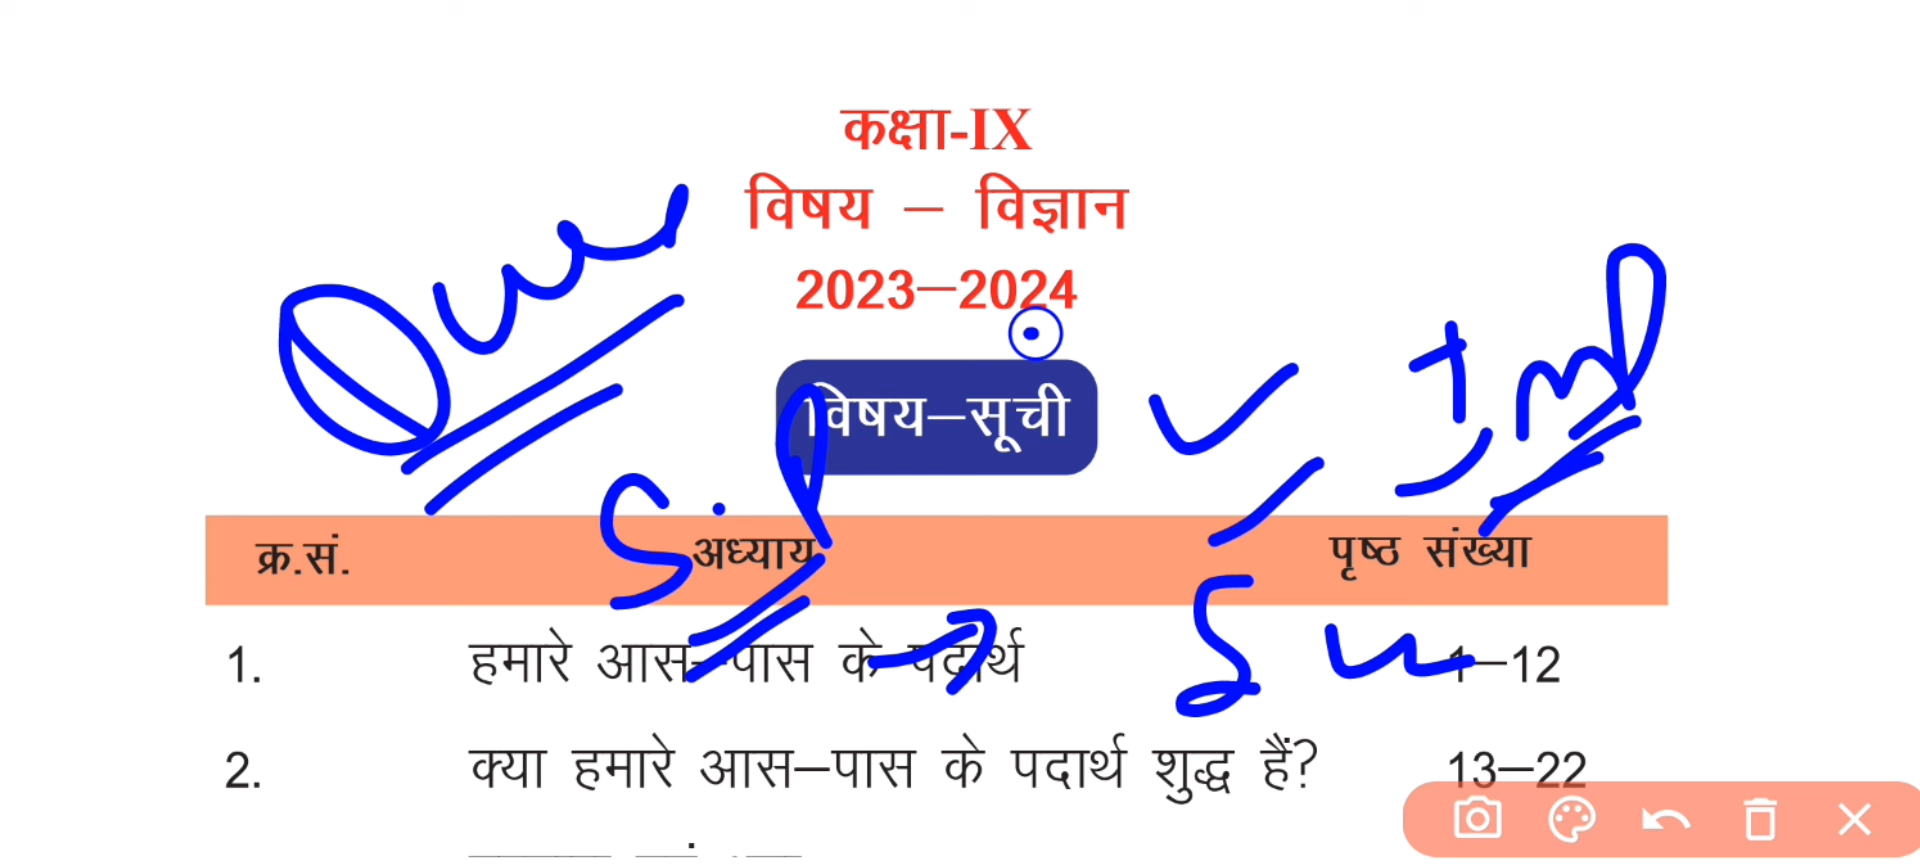 कक्षा-IX
विषय – विज्ञान
2023–2024
विषय–सूची
Imp
S.P
क्र.सं. अध्याय पृष्ठ संख्या
1. हमारे आस–पास के पदार्थ 1–12
2. क्या हमारे आस–पास के पदार्थ शुद्ध हैं? 13–22